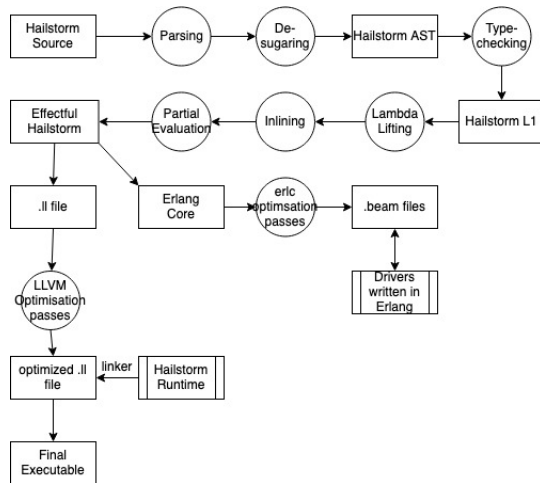 Hailstorm
Source
Parsing
De-
sugaring
Hailstorm AST
Type-
checking
Effectful
Hailstorm
Partial
Evaluation
Inlining
Lambda
Lifting
Hailstorm L1
.ll file
Erlang
Core
erlc
optimsation
passes
.beam files
LLVM
Optimisation
passes
Drivers
written in
Erlang
optimized .ll
file
linker
Hailstorm
Runtime
Final
Executable